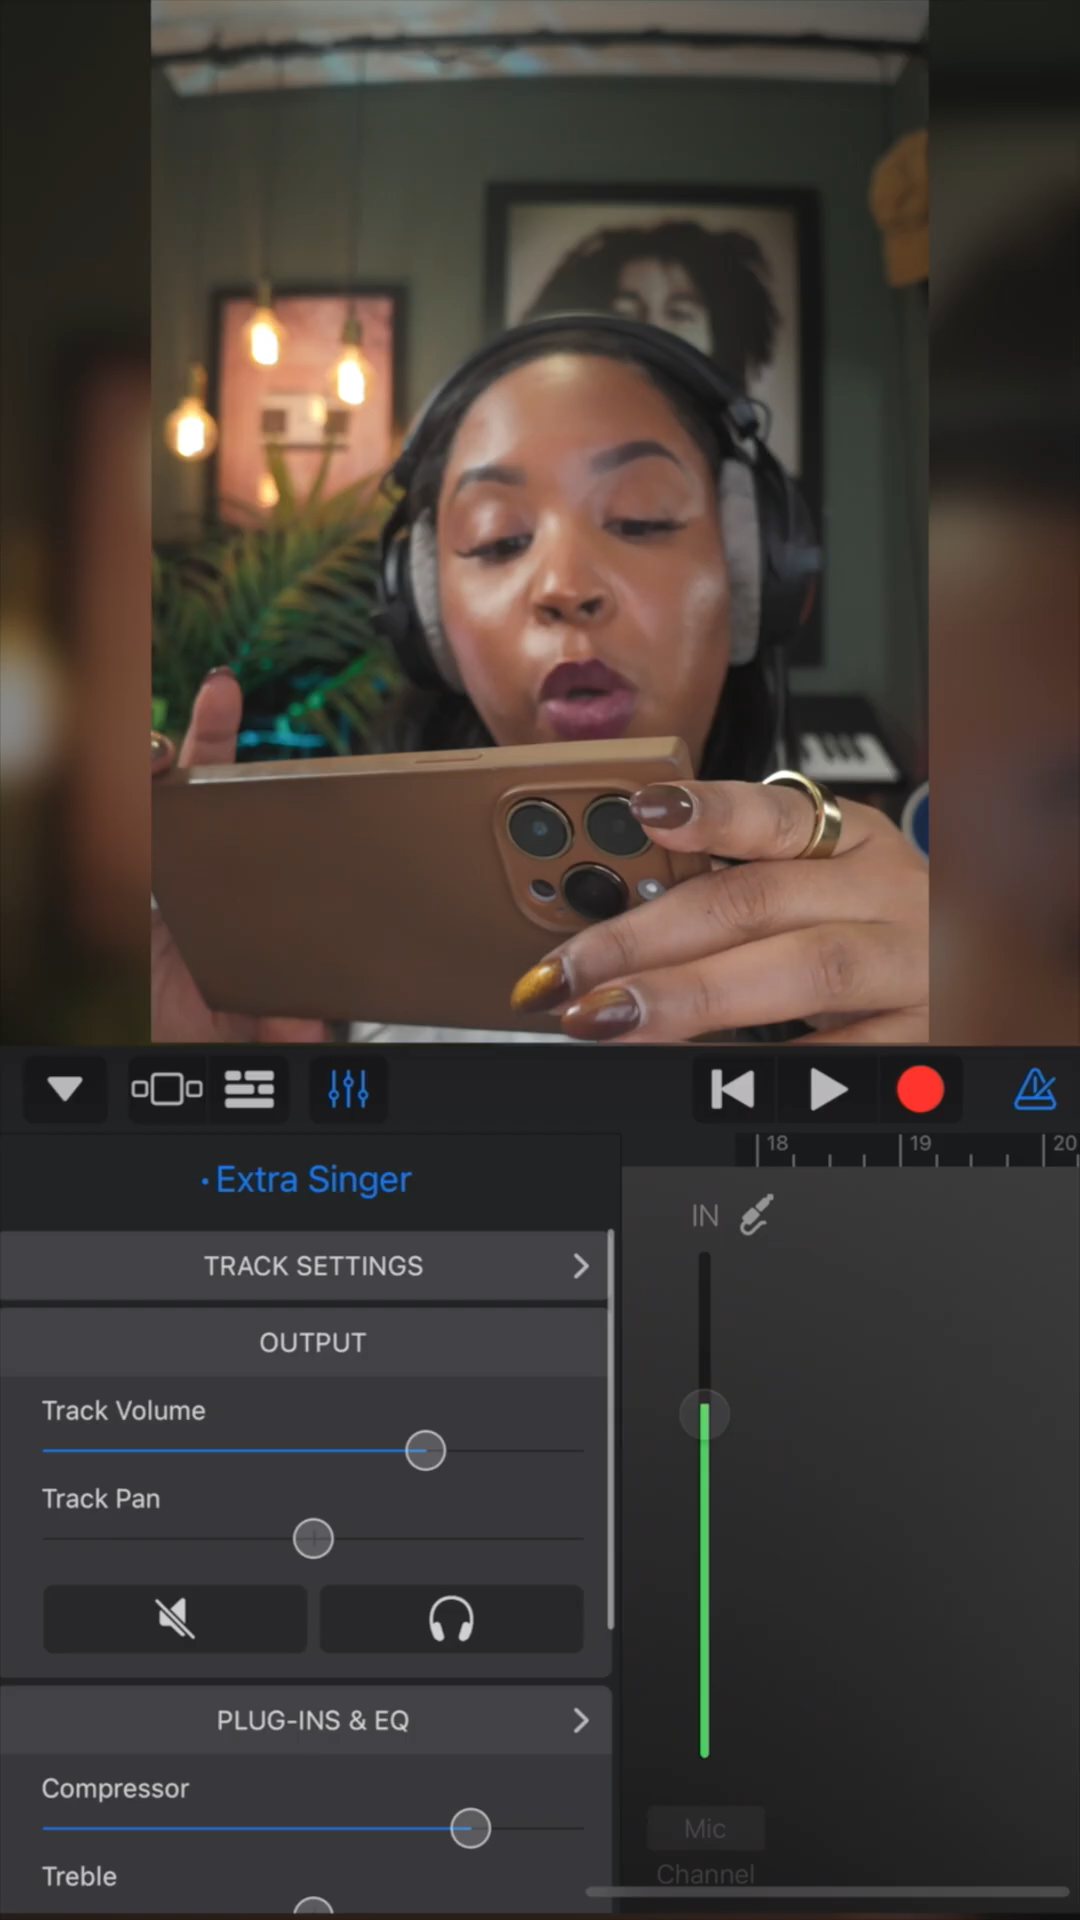 18 19 20
• Extra Singer
IN
TRACK SETTINGS
OUTPUT
Track Volume
Track Pan
PLUG-INS & EQ
Compressor
Mic
Treble
Channel